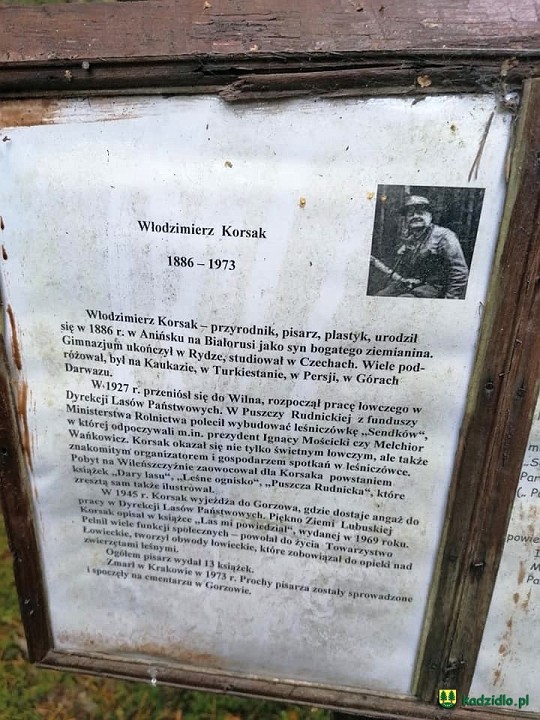 Włodzimierz Korsak
1886 – 1973
Włodzimierz Korsak – przyrodnik, pisarz, plastyk, urodził
się w 1886 r. w Anińsku na Białorusi jako syn bogatego ziemianina.
Gimnazjum ukończył w Rydze, studiował w Czechach. Wiele pod-
różował, był na Kaukazie, w Turkiestanie, w Persji, w Górach
Darwazu.
W 1927 r. przeniósł się do Wilna, rozpoczął pracę łowczego w
Dyrekcji Lasów Państwowych. W Puszczy Rudnickiej z funduszy
Ministerstwa Rolnictwa polecił wybudować leśniczówkę „Sendków”,
w której odpoczywali m.in. prezydent Ignacy Mościcki czy Melchior
Wańkowicz. Korsak okazał się nie tylko świetnym łowczym, ale także
znakomitym organizatorem i gospodarzem spotkań w leśniczówce.
Pobyt na Wileńszczyźnie zaowocował dla Korsaka powstaniem
książek „Dary lasu”, „Leśne ognisko”, „Puszcza Rudnicka”, które
zresztą sam także ilustrował.
W 1945 r. Korsak wyjeżdża do Gorzowa, gdzie dostaje angaż do
pracy w Dyrekcji Lasów Państwowych. Piękno Ziemi Lubuskiej
Korsak opisał w książce „Las mi powiedział”, wydanej w 1969 roku.
Pełnił wiele funkcji społecznych – powołał do życia Towarzystwo
Łowieckie, tworzył obwody łowieckie, które zobowiązał do opieki nad
zwierzętami leśnymi.
Ogółem pisarz wydał 13 książek.
Zmarł w Krakowie w 1973 r. Prochy pisarza zostały sprowadzone
i spoczęły na cmentarzu w Gorzowie.
kadzidlo.pl